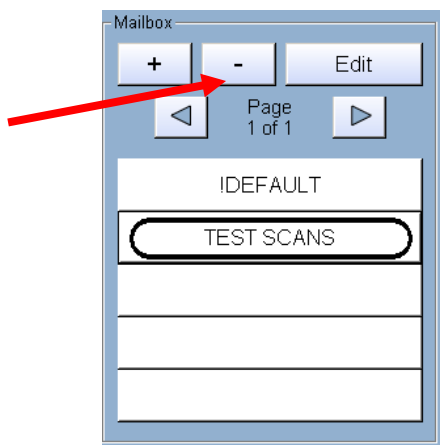 Mailbox
+ - Edit
Page
1 of 1
!DEFAULT
TEST SCANS